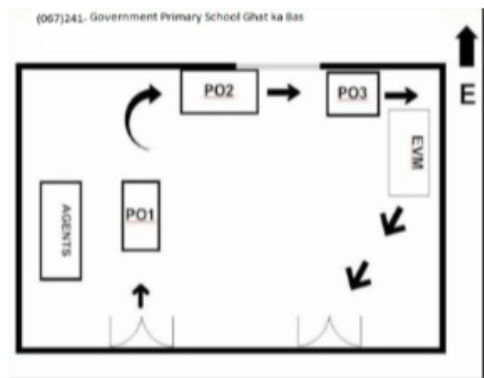 (067)241- Government Primary School Ghat ka Bas
PO2
PO3
E
EVM
PO1
AGENTS